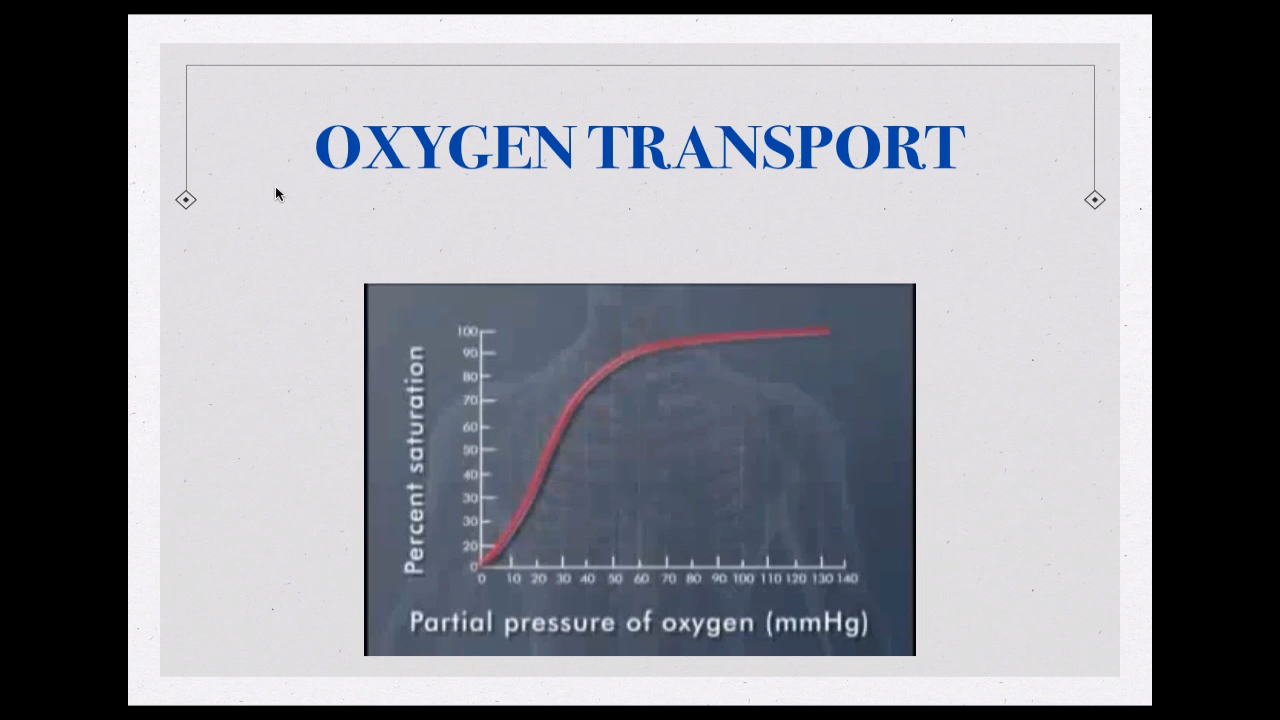 OXYGEN TRANSPORT
Percent saturation
100
90
80
70
60
50
40
30
30
20
0
0 10 20 30 40 50 60 70 80 90 100 110 120 130 140
Partial pressure of oxygen (mmHg)